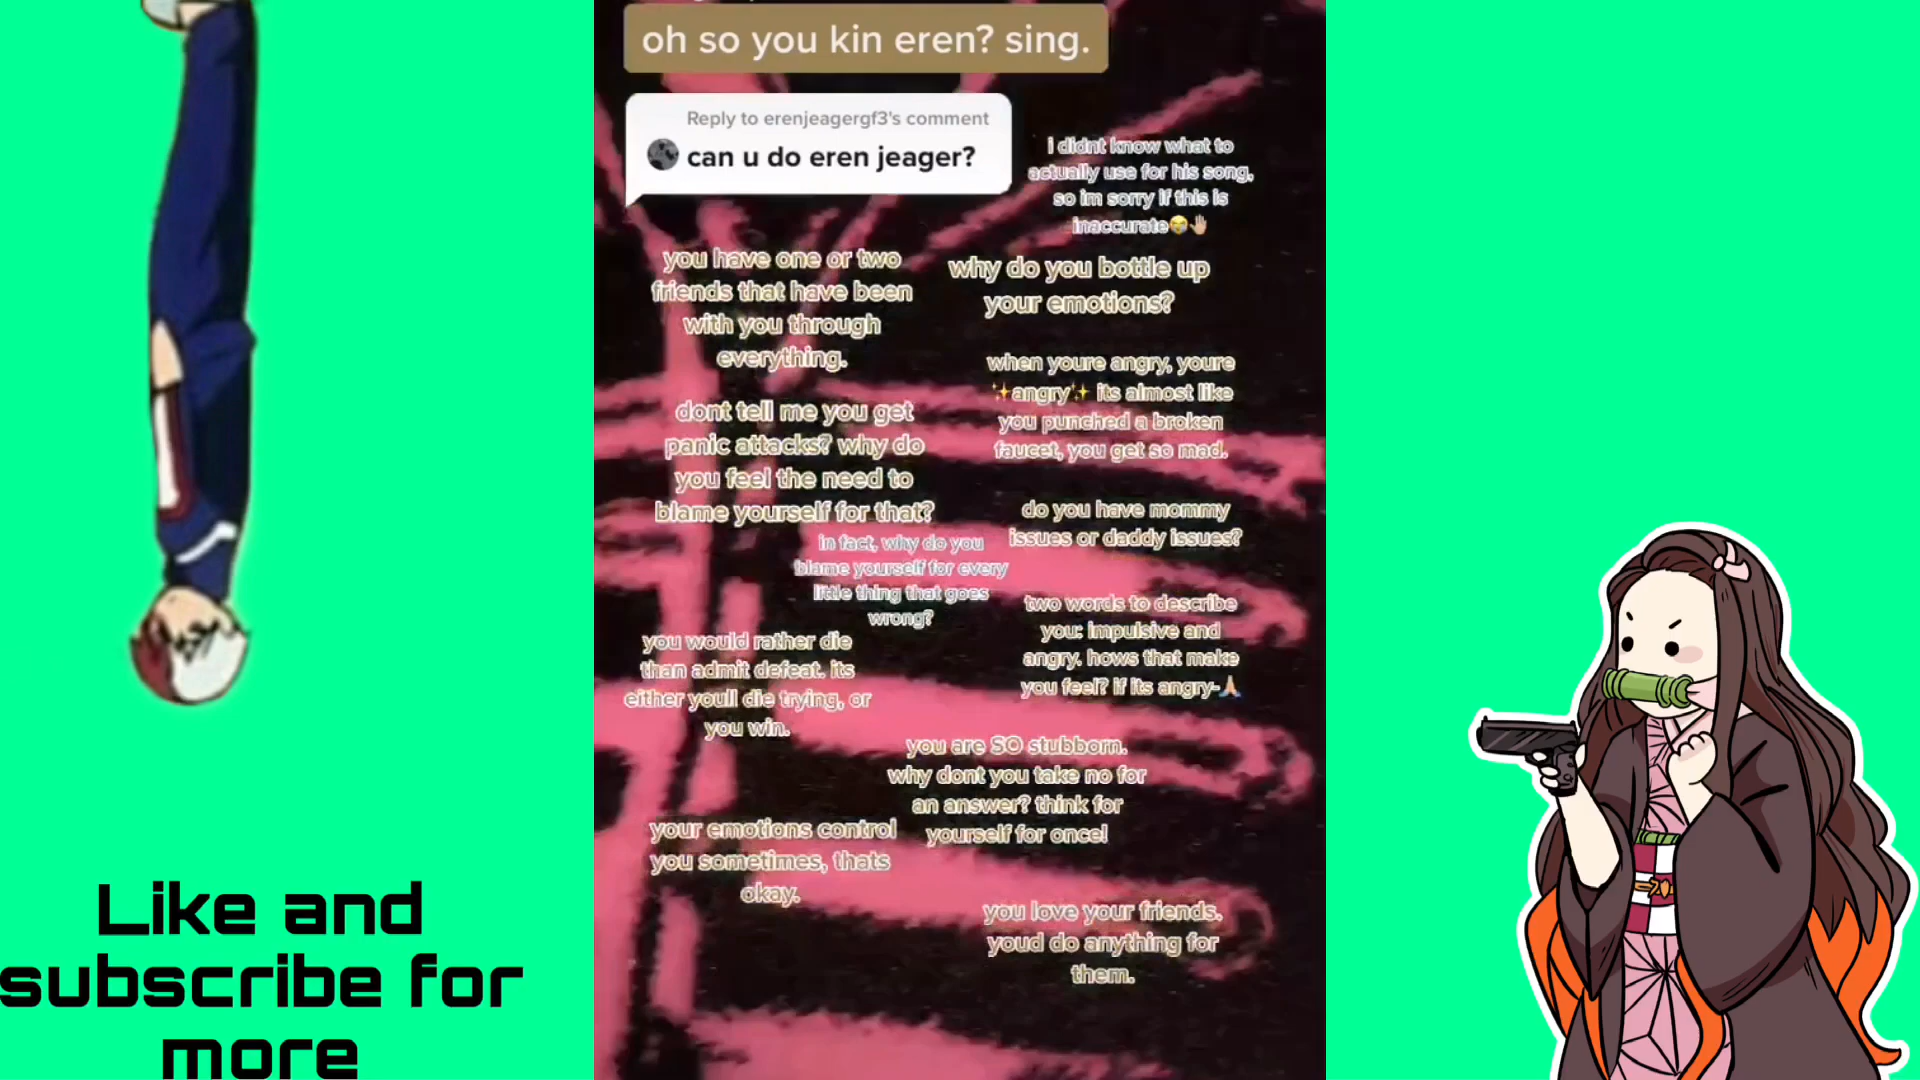 oh so you kin eren? sing.
Reply to erenjeagergf3's comment
can u do eren jeager?
i didnt know what to
actually use for his song,
so im sorry if this is
inaccurate😭🤚🏼
you have one or two
friends that have been
with you through
everything.
why do you bottle up
your emotions?
when youre angry, youre
✨angry✨ its almost like
you punched a broken
faucet, you get so mad.
dont tell me you get
panic attacks? why do
you feel the need to
blame yourself for that?
do you have mommy
issues or daddy issues?
in fact, why do you
blame yourself for every
little thing that goes
wrong?
two words to describe
you: impulsive and
angry. hows that make
you feel? if its angry-🙏🏼
you would rather die
than admit defeat. its
either youll die trying, or
you win.
you are SO stubborn.
why dont you take no for
an answer? think for
yourself for once!
your emotions control
you sometimes, thats
okay.
you love your friends.
youd do anything for
them.
Like and
subscribe for
more